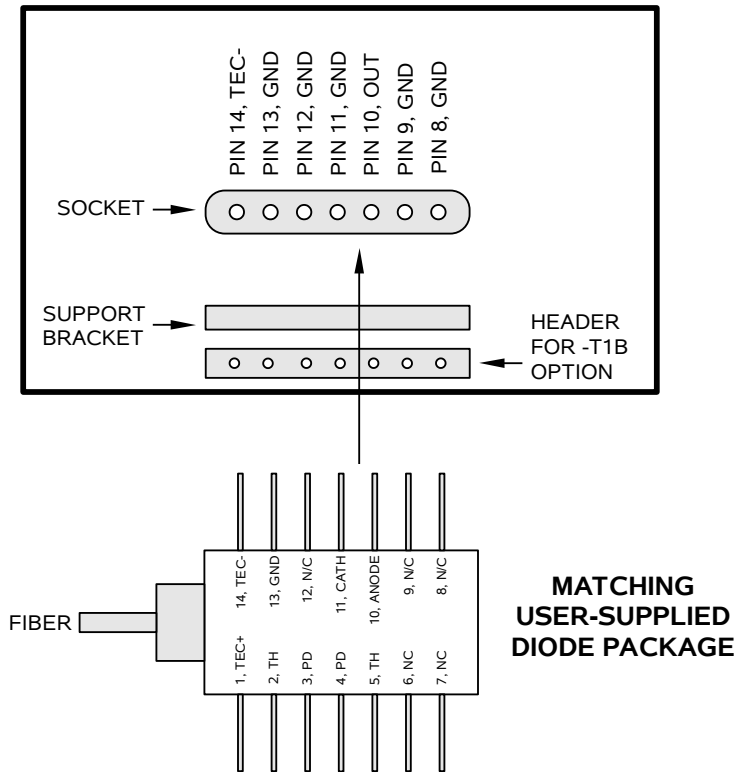 PIN 14, TEC-
PIN 13, GND
PIN 12, GND
PIN 11, GND
PIN 10, OUT
PIN 9, GND
PIN 8, GND
SOCKET
SUPPORT
BRACKET
HEADER
FOR -T1B
OPTION
14, TEC-
13, GND
12, N/C
11, CATH
10, ANODE
9, N/C
8, N/C
FIBER
1, TEC+
2, TH
3, PD
4, PD
5, TH
6, NC
7, NC
MATCHING
USER-SUPPLIED
DIODE PACKAGE